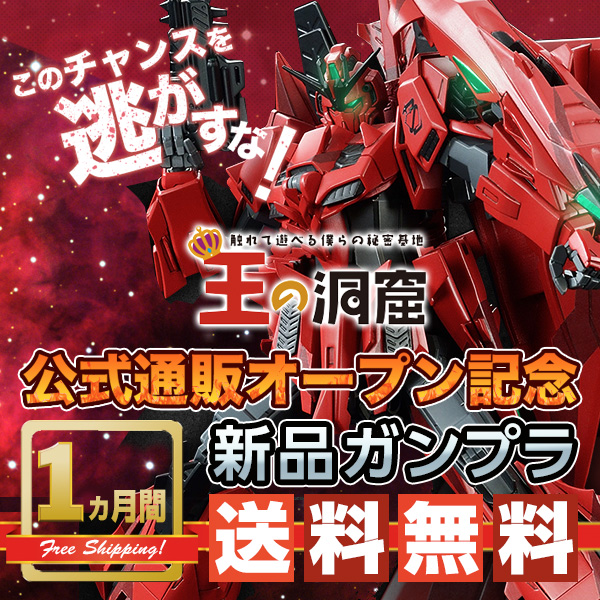 このチャンスを
逃がすな!
触れて遊べる僕らの秘密基地
王の洞窟
公式通販オープン記念
1ヵ月間
Free Shipping!
新品ガンプラ
送料無料